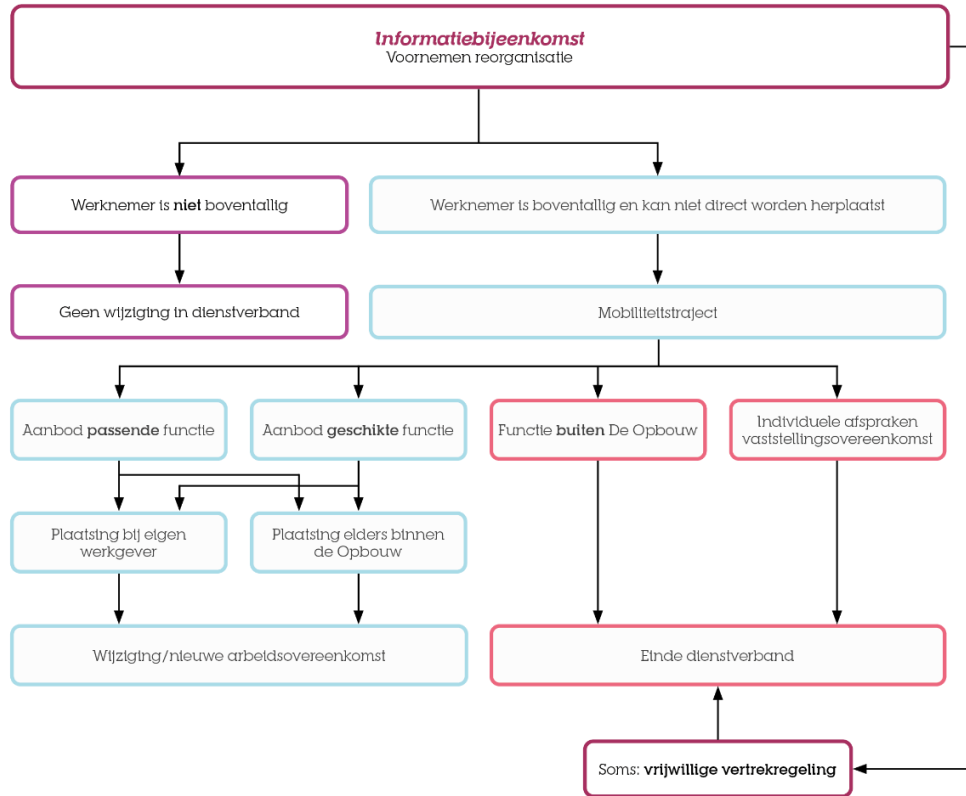 Informatiebijeenkomst
Voornemen reorganisatie
Werknemer is niet boventallig
Werknemer is boventallig en kan niet direct worden herplaatst
Geen wijziging in dienstverband
Mobiliteitstraject
Aanbod passende functie
Aanbod geschikte functie
Functie buiten De Opbouw
Individuele afspraken
vaststellingsovereenkomst
Plaatsing bij eigen
werkgever
Plaatsing elders binnen
de Opbouw
Wijziging/nieuwe arbeidsovereenkomst
Einde dienstverband
Soms: vrijwillige vertrekregeling